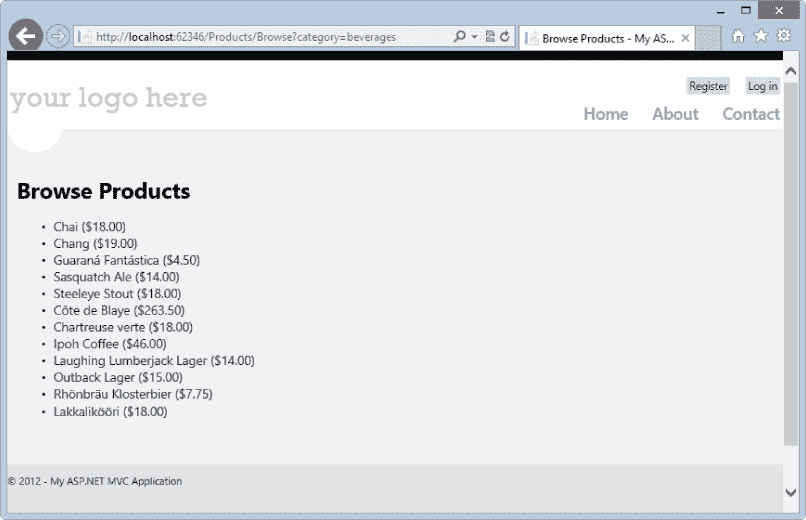 http://localhost:62346/Products/Browse?category=beverages
Browse Products - My AS...
your logo here
Register Log in
Home About Contact
Browse Products
• Chai ($18.00)
• Chang ($19.00)
• Guaraná Fantástica ($4.50)
• Sasquatch Ale ($14.00)
• Steeleye Stout ($18.00)
• Côte de Blaye ($263.50)
• Chartreuse verte ($18.00)
• Ipoh Coffee ($46.00)
• Laughing Lumberjack Lager ($14.00)
• Outback Lager ($15.00)
• Rhönbräu Klosterbier ($7.75)
• Lakkalikööri ($18.00)
© 2012 - My ASP.NET MVC Application